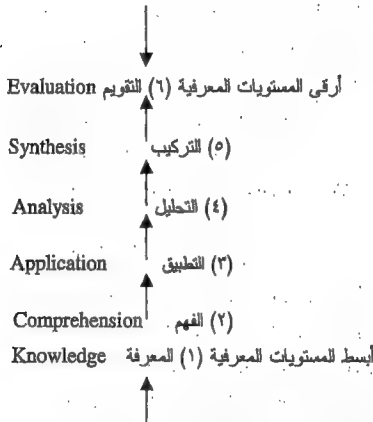 أرقى المستويات المعرفية (٦) التقويم Evaluation
(٥) التركيب Synthesis
(٤) التحليل Analysis
(٣) التطبيق Application
(٢) الفهم Comprehension
أبسط المستويات المعرفية (١) المعرفة Knowledge